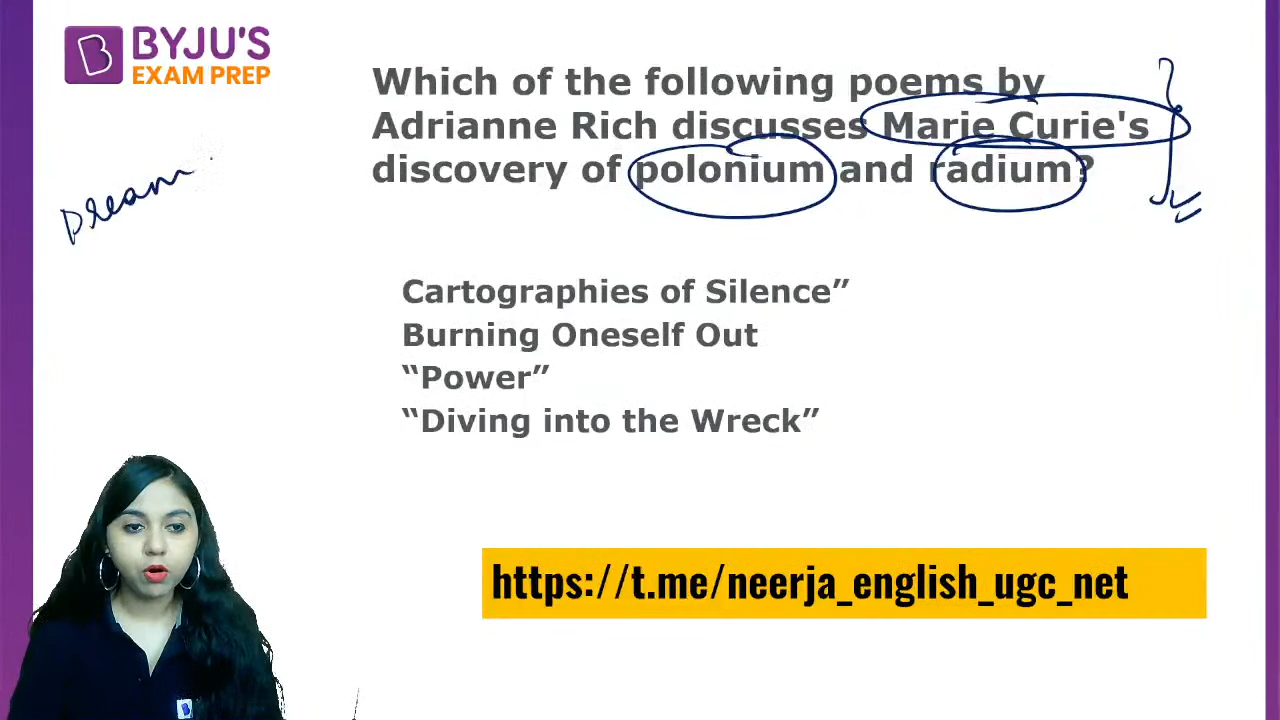 BYJU'S
EXAM PREP
Which of the following poems by
Adrianne Rich discusses Marie Curie's
discovery of polonium and radium?
Dream
Cartographies of Silence”
Burning Oneself Out
“Power”
“Diving into the Wreck”
https://t.me/neerja_english_ugc_net